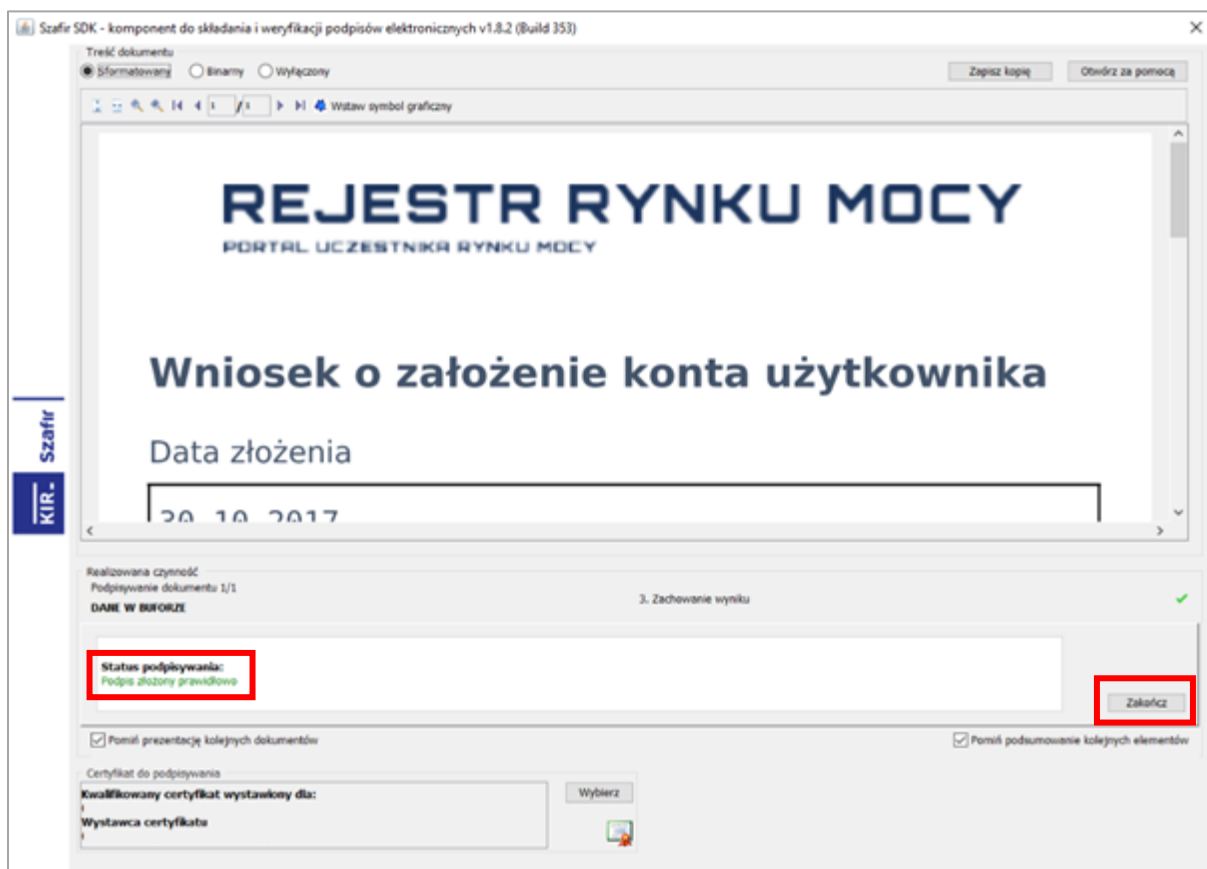 Szafir SDK - komponent do składania i weryfikacji podpisów elektronicznych v1.8.2 (Build 353)
Treść dokumentu
Sformatowany Binarny Wyłączony Zapisz kopię Otwórz za pomocą
1 / 1 Wstaw symbol graficzny
REJESTR RYNKU MOCY
PORTAL UCZESTNIKA RYNKU MOCY
Wniosek o założenie konta użytkownika
Data złożenia
30.10.2017
KIR. Szafir
Realizowana czynność
Podpisywanie dokumentu 1/1
DANE W BUFORZE
3. Zachowanie wyniku
Status podpisywania:
Podpis złożony prawidłowo
Zakończ
Pomiń prezentację kolejnych dokumentów Pomiń podsumowanie kolejnych elementów
Certyfikat do podpisywania
Kwalifikowany certyfikat wystawiony dla:
Wybierz
Wystawca certyfikatu